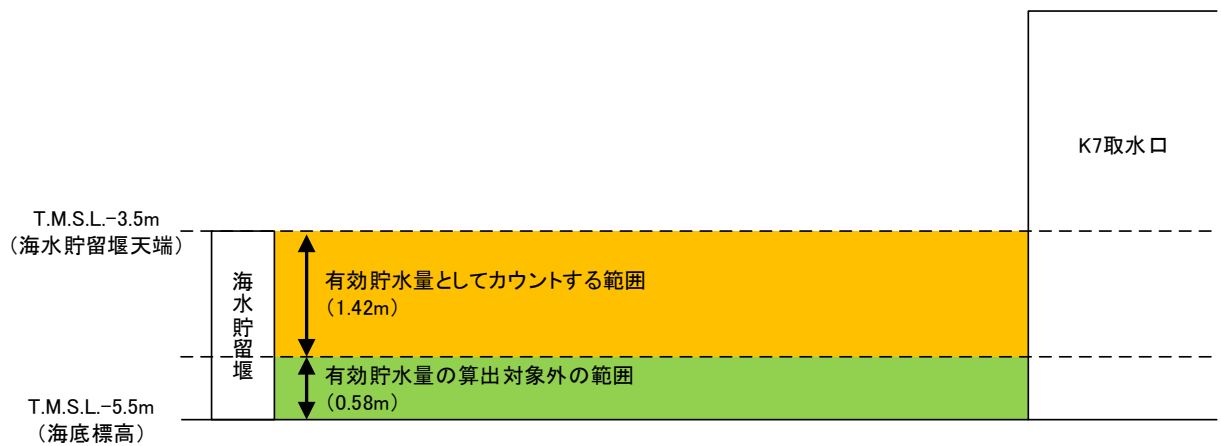 K7取水口
T.M.S.L.-3.5m
（海水貯留堰天端）
海水貯留堰
有効貯水量としてカウントする範囲
（1.42m）
有効貯水量の算出対象外の範囲
（0.58m）
T.M.S.L.-5.5m
（海底標高）